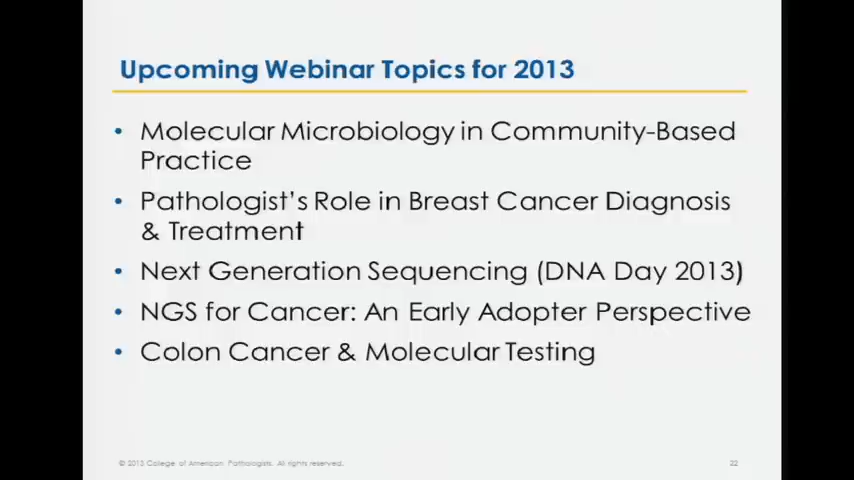 Upcoming Webinar Topics for 2013
• Molecular Microbiology in Community-Based
Practice
• Pathologist’s Role in Breast Cancer Diagnosis
& Treatment
• Next Generation Sequencing (DNA Day 2013)
• NGS for Cancer: An Early Adopter Perspective
• Colon Cancer & Molecular Testing
© 2013 College of American Pathologists. All rights reserved.
22